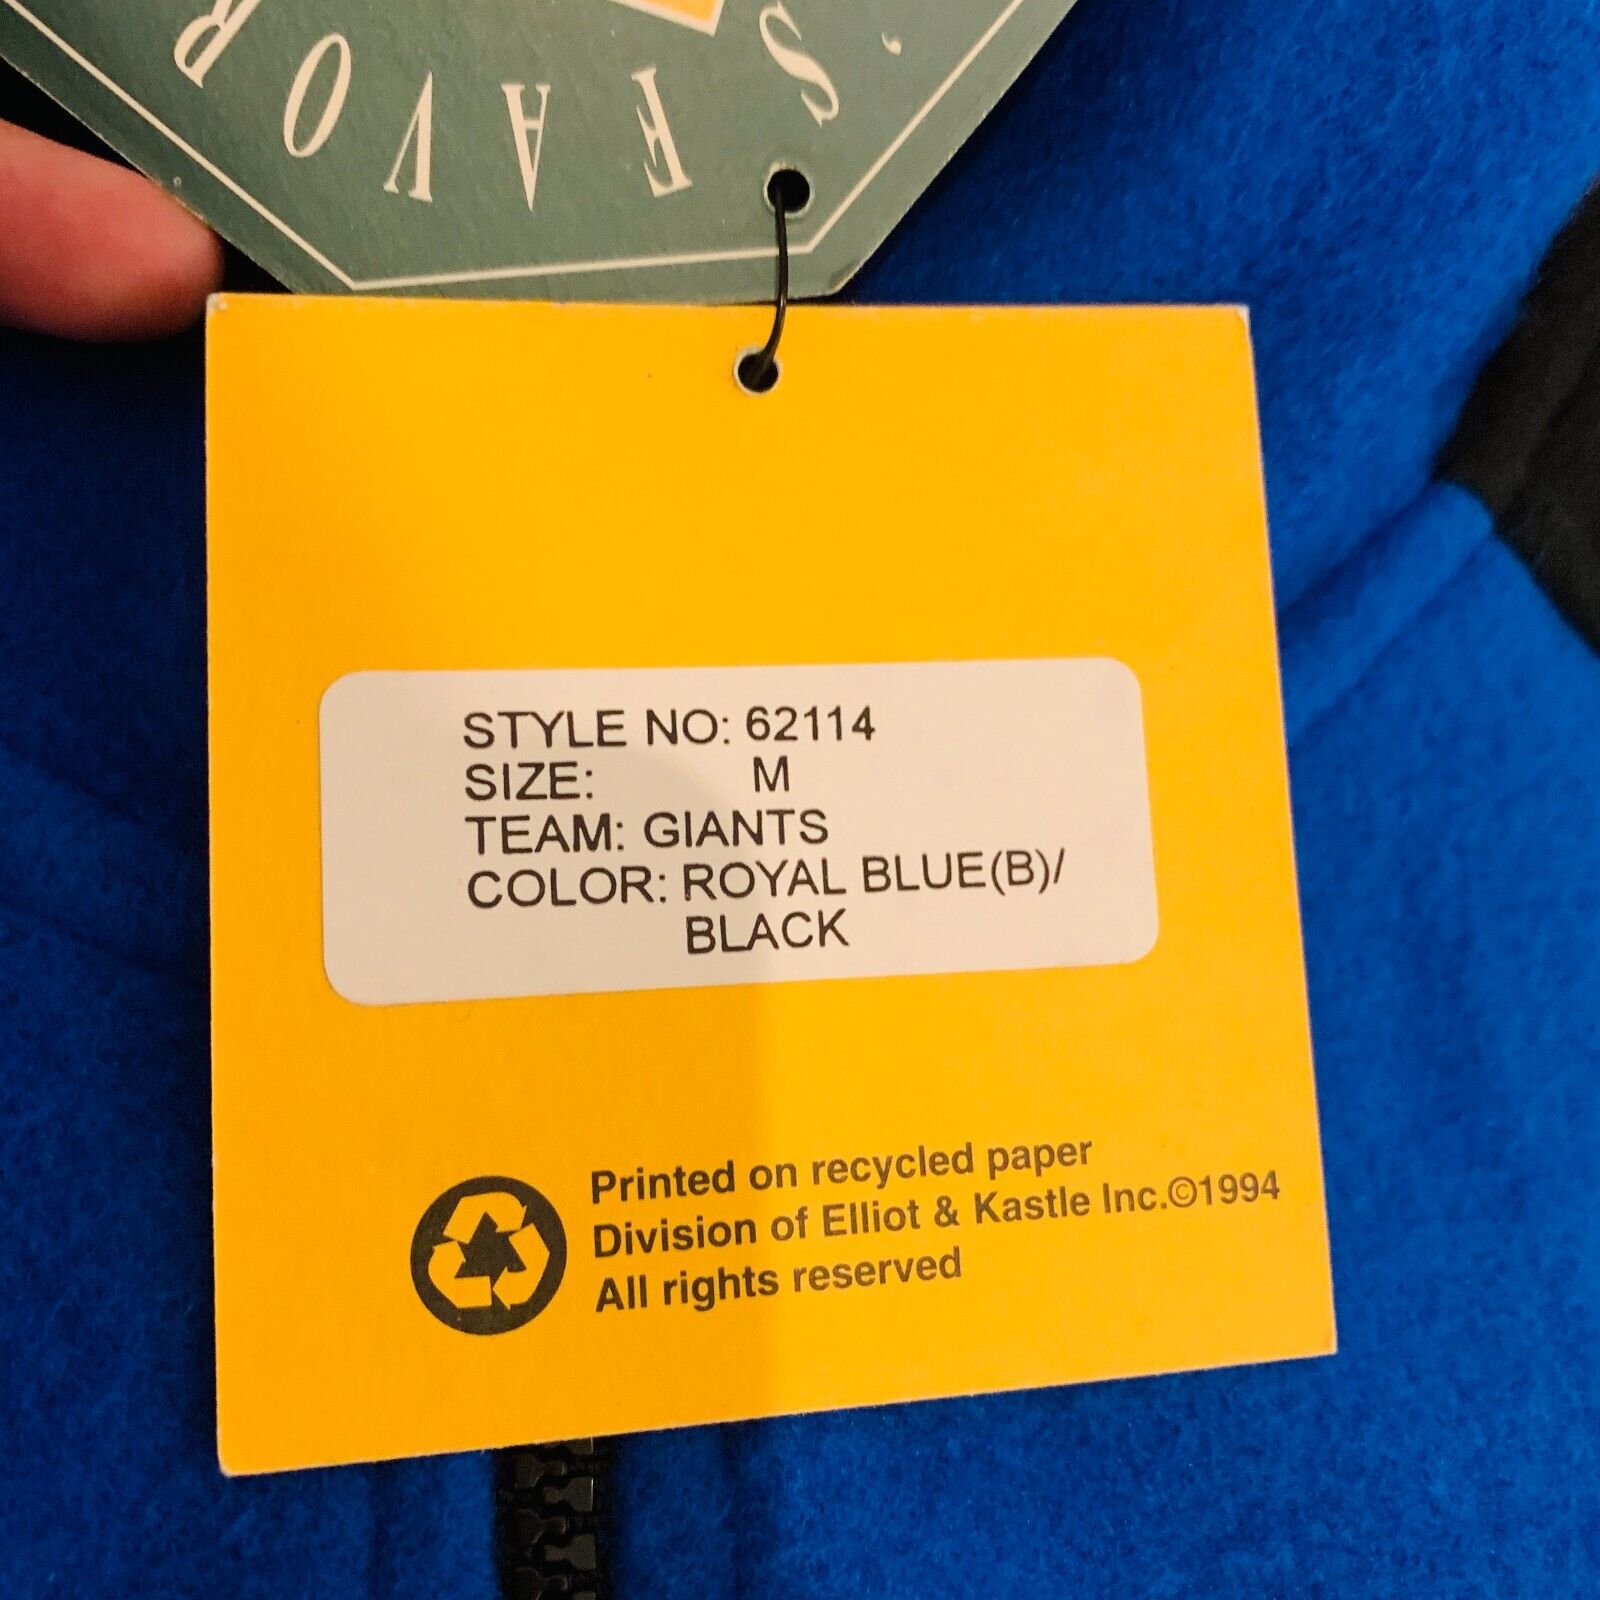 'S FAVOR
STYLE NO: 62114
SIZE: M
TEAM: GIANTS
COLOR: ROYAL BLUE(B)/
BLACK
Printed on recycled paper
Division of Elliot & Kastle Inc.©1994
All rights reserved